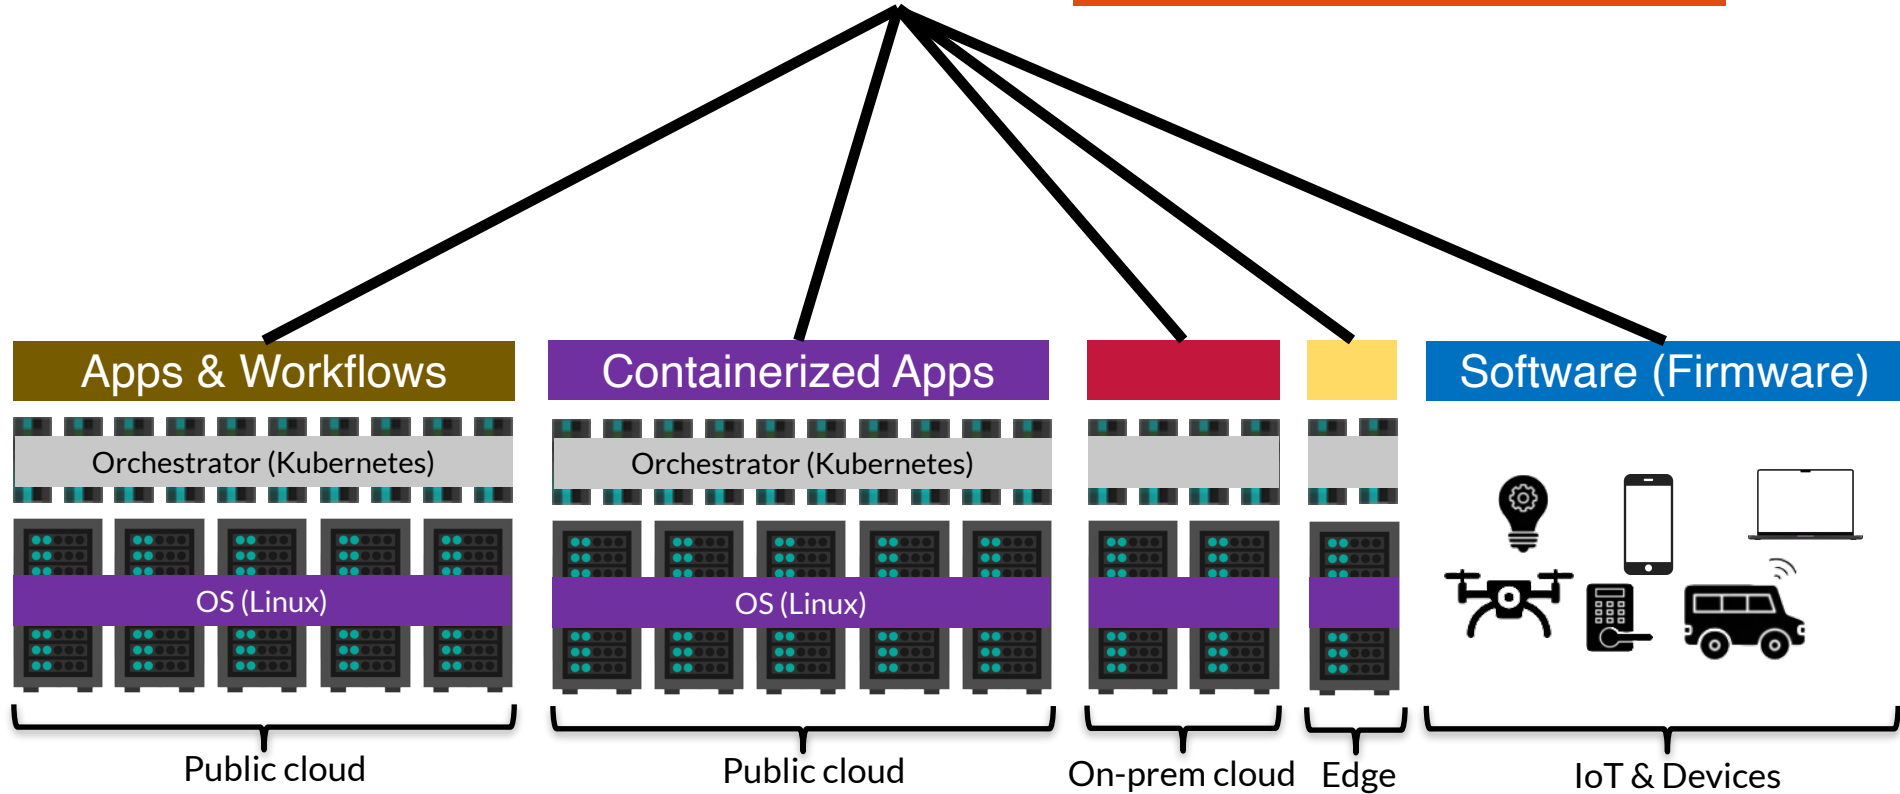 Apps & Workflows
Containerized Apps
Software (Firmware)
Orchestrator (Kubernetes)
Orchestrator (Kubernetes)
OS (Linux)
OS (Linux)
Public cloud
Public cloud
On-prem cloud
Edge
IoT & Devices